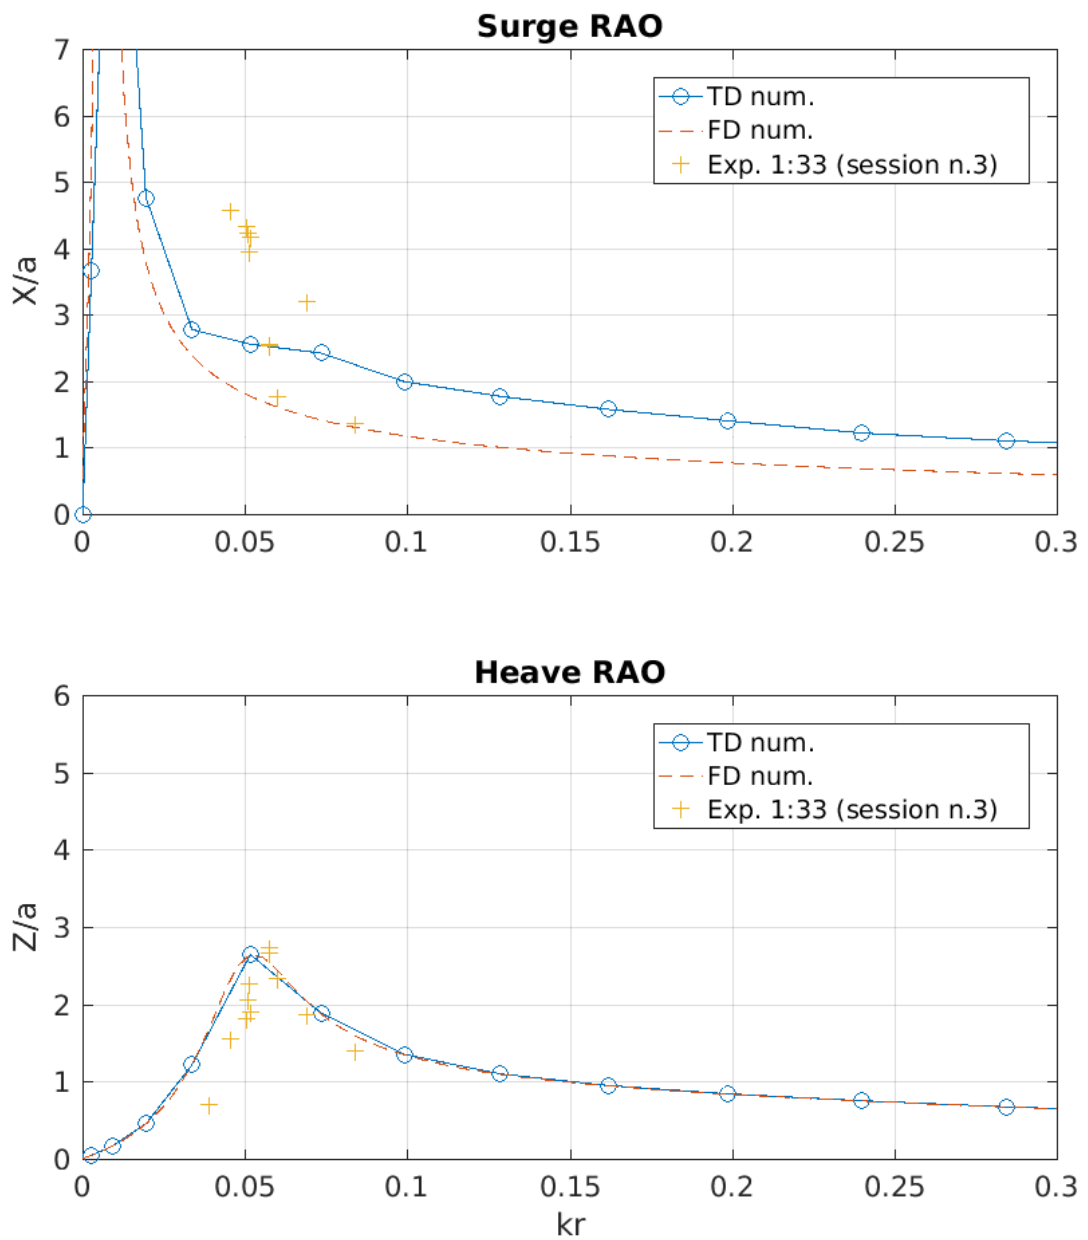 Surge RAO
7
6
5
4
3
2
1
0
X/a
TD num.
FD num.
Exp. 1:33 (session n.3)
0 0.05 0.1 0.15 0.2 0.25 0.3
Heave RAO
6
5
4
3
2
1
0
Z/a
TD num.
FD num.
Exp. 1:33 (session n.3)
0 0.05 0.1 0.15 0.2 0.25 0.3
kr